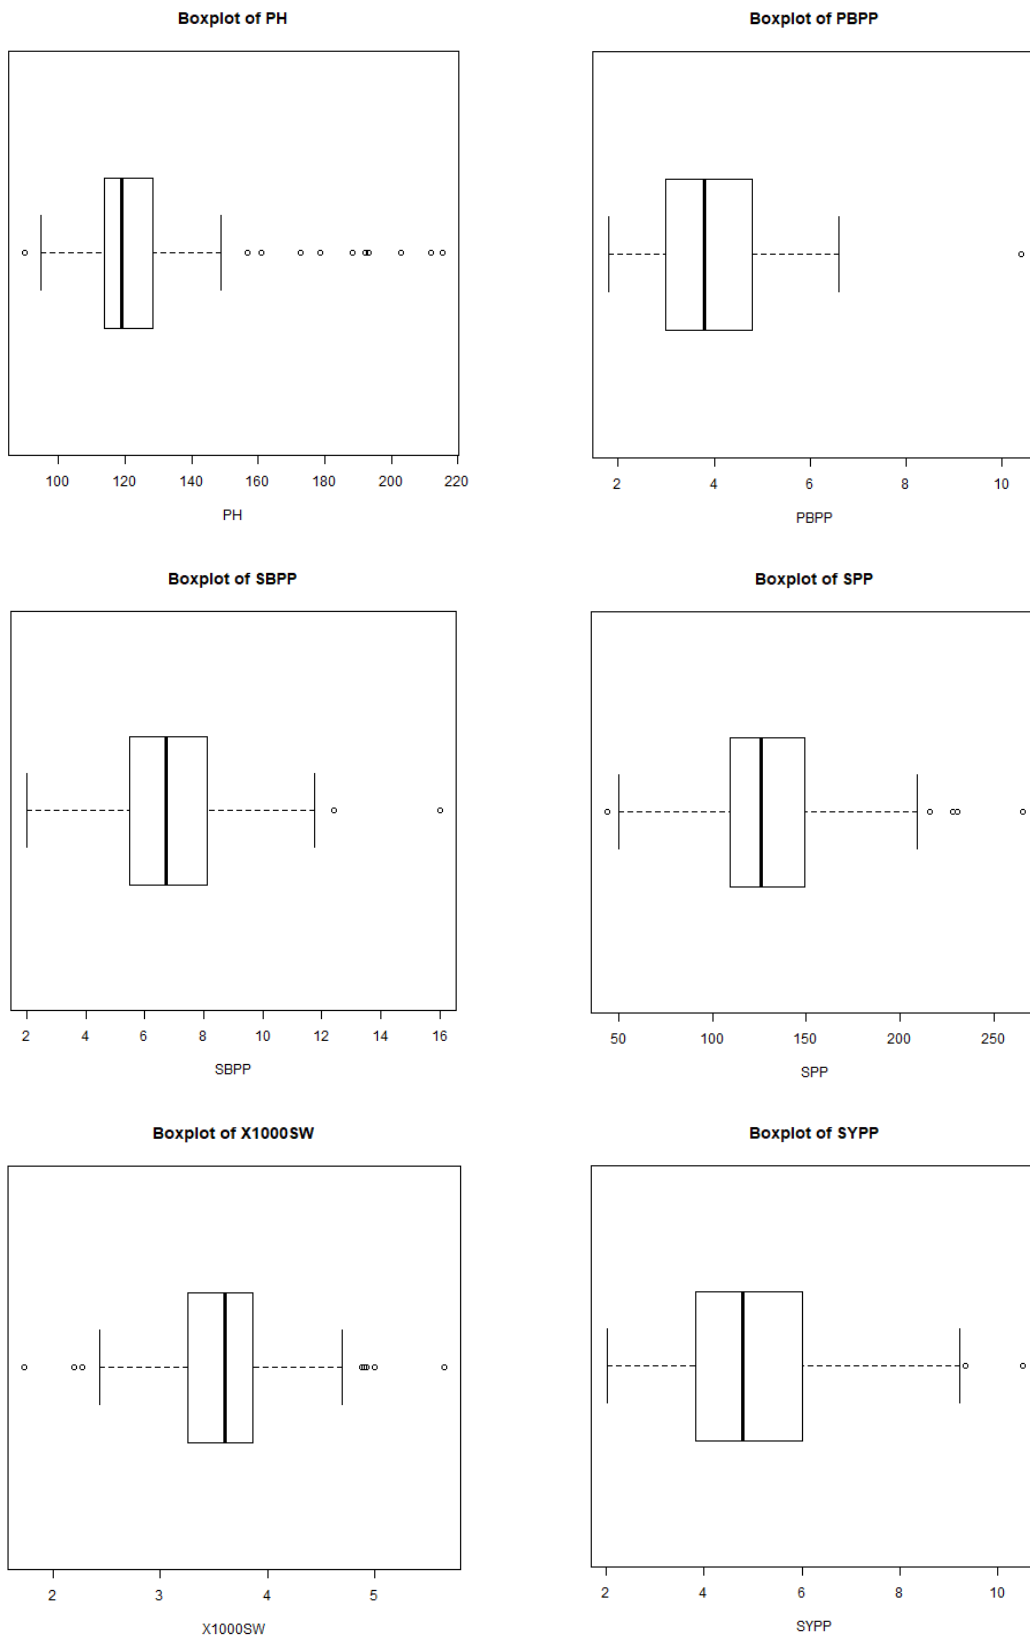 Boxplot of PH
100 120 140 160 180 200 220
PH
Boxplot of PBPP
2 4 6 8 10
PBPP
Boxplot of SBPP
2 4 6 8 10 12 14 16
SBPP
Boxplot of SPP
50 100 150 200 250
SPP
Boxplot of X1000SW
2 3 4 5
X1000SW
Boxplot of SYPP
2 4 6 8 10
SYPP